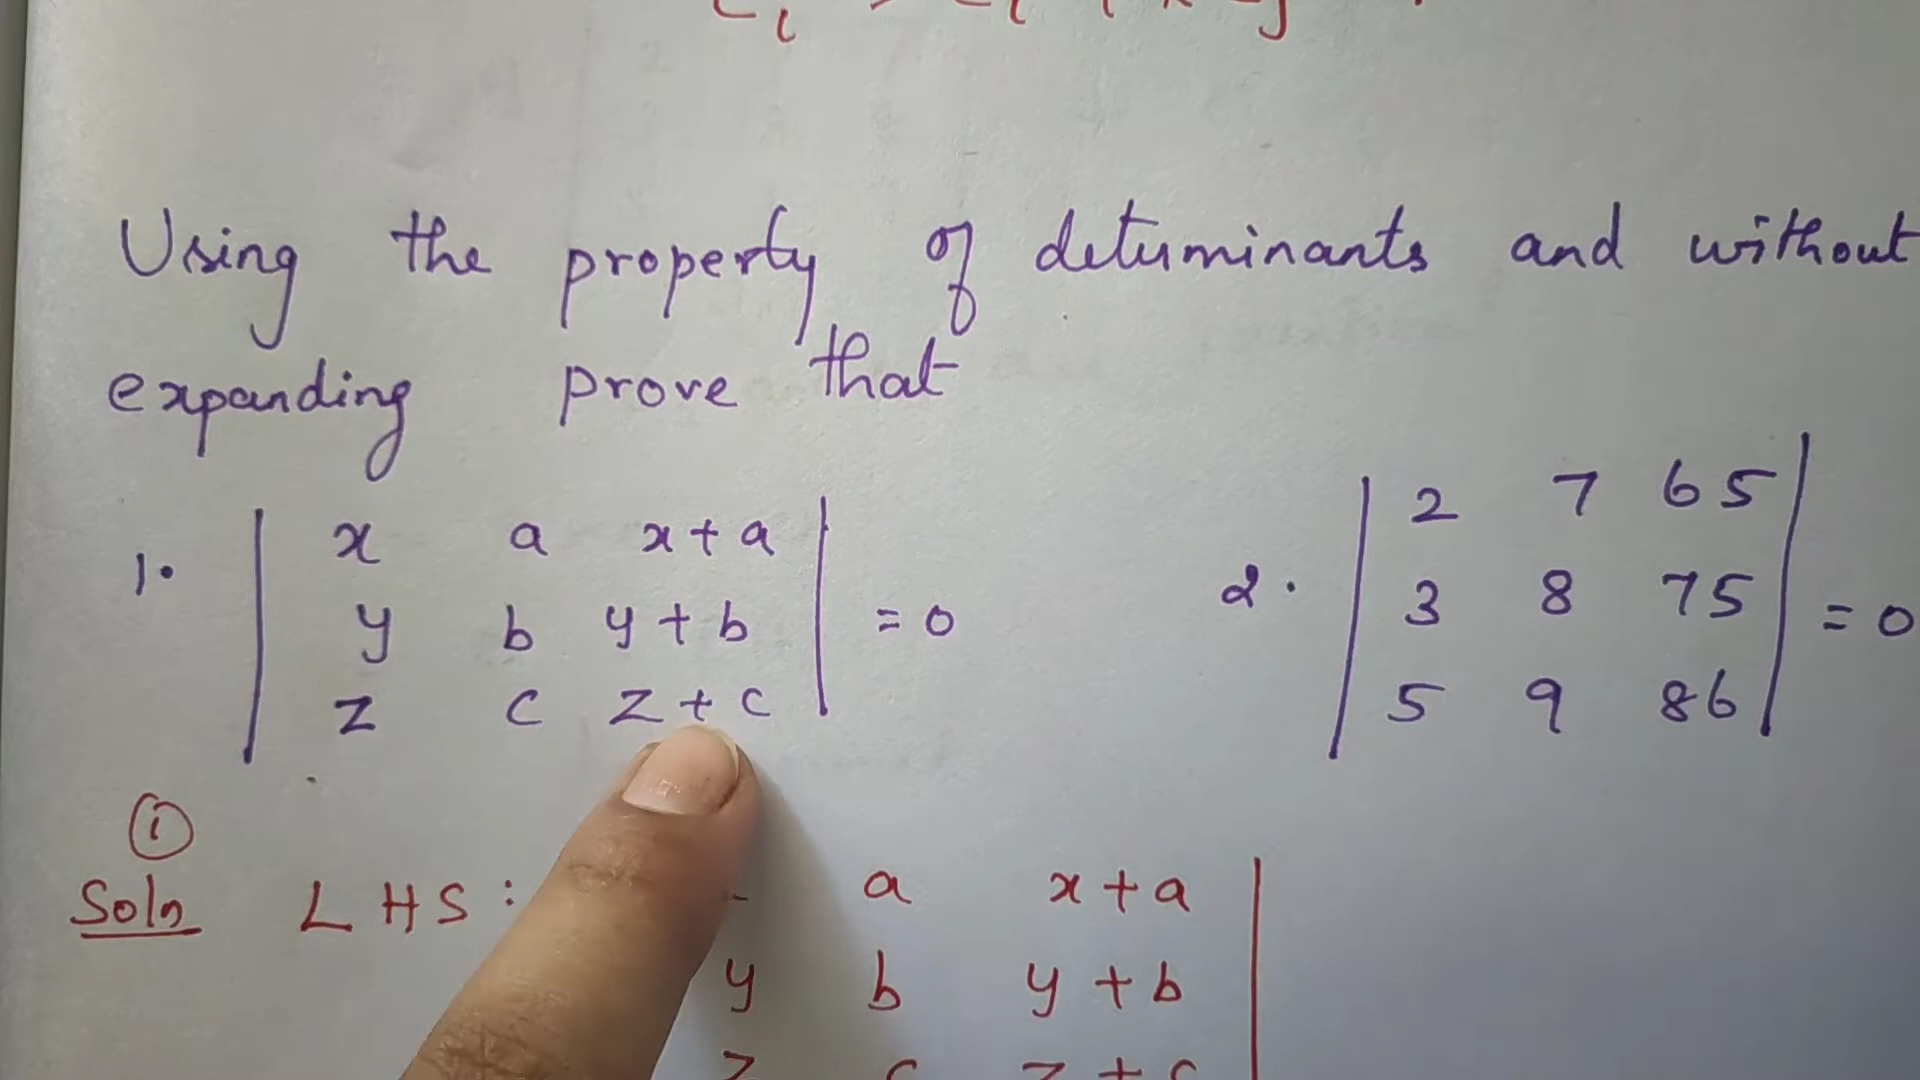 Using the property of determinants and without
expanding prove that
1. | x a x+a |
| y b y+b | = 0
| z c z+c |
2. | 2 7 65 |
| 3 8 75 | = 0
| 5 9 86 |
①
Soln LHS : a x+a |
y b y+b |
z c z+c |